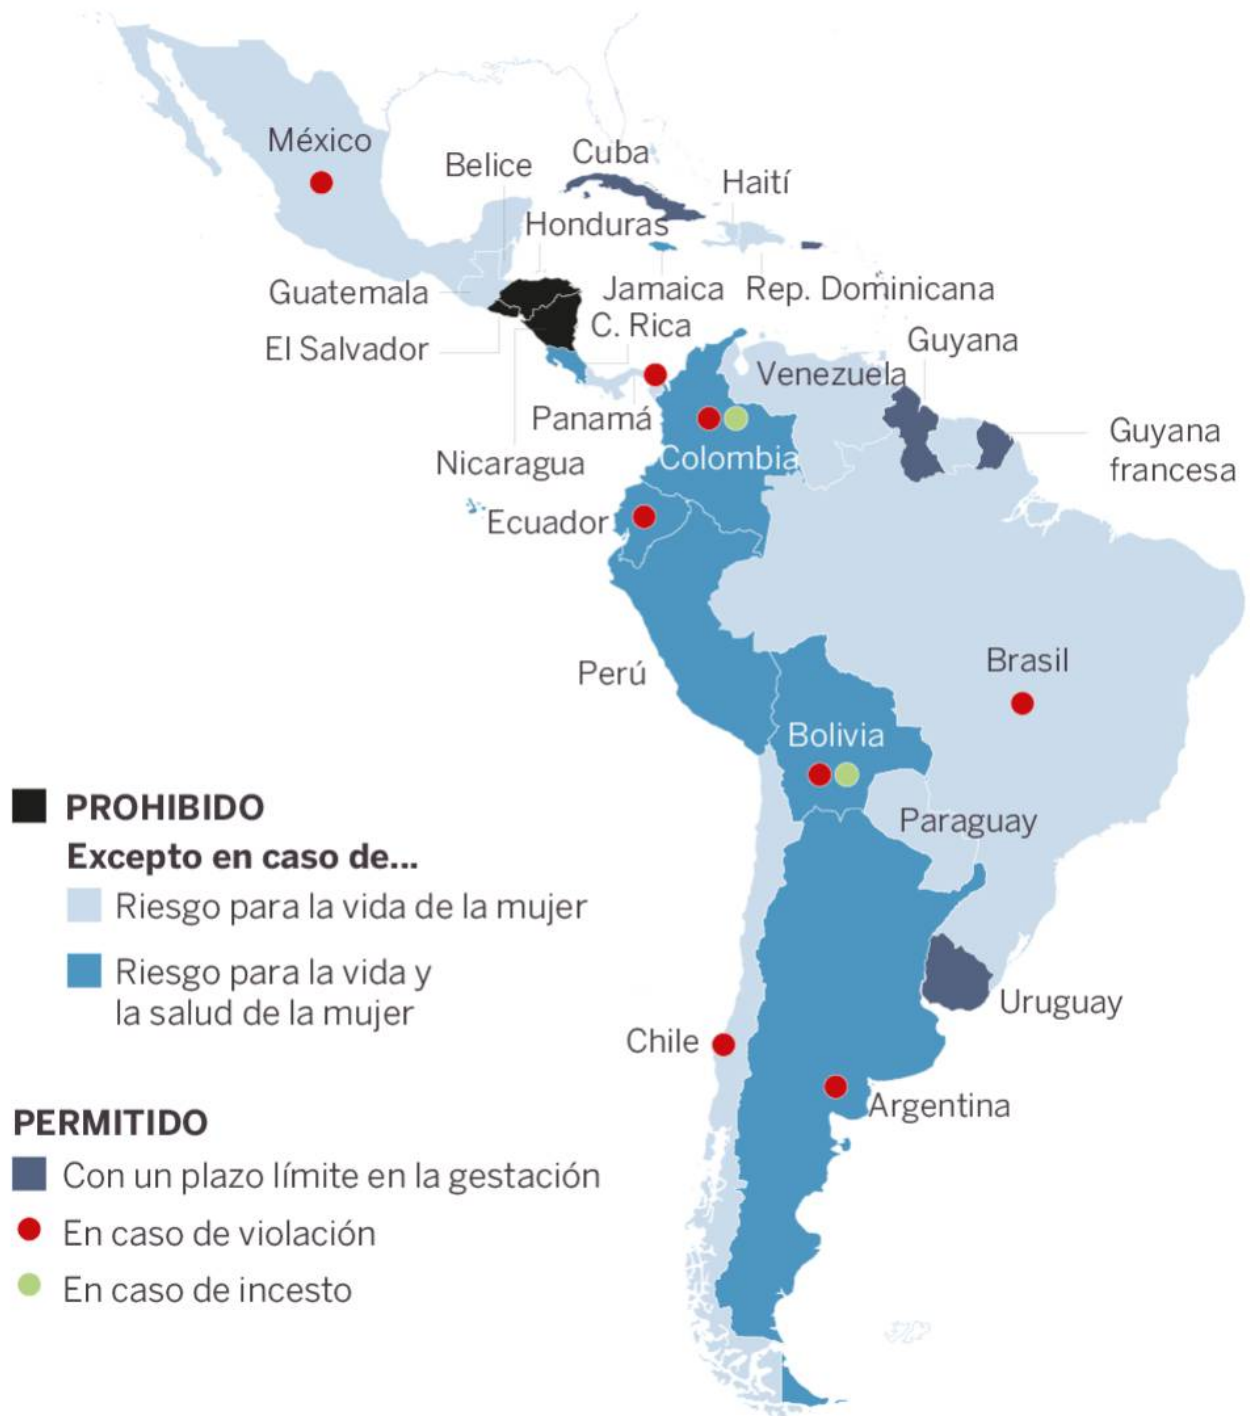 México
Belice
Cuba
Haití
Honduras
Guatemala
Jamaica
Rep. Dominicana
El Salvador
C. Rica
Guyana
Venezuela
Panamá
Nicaragua
Colombia
Guyana
francesa
Ecuador
Perú
Brasil
Bolivia
Paraguay
Uruguay
Chile
Argentina
PROHIBIDO
Excepto en caso de...
Riesgo para la vida de la mujer
Riesgo para la vida y
la salud de la mujer
PERMITIDO
Con un plazo límite en la gestación
En caso de violación
En caso de incesto